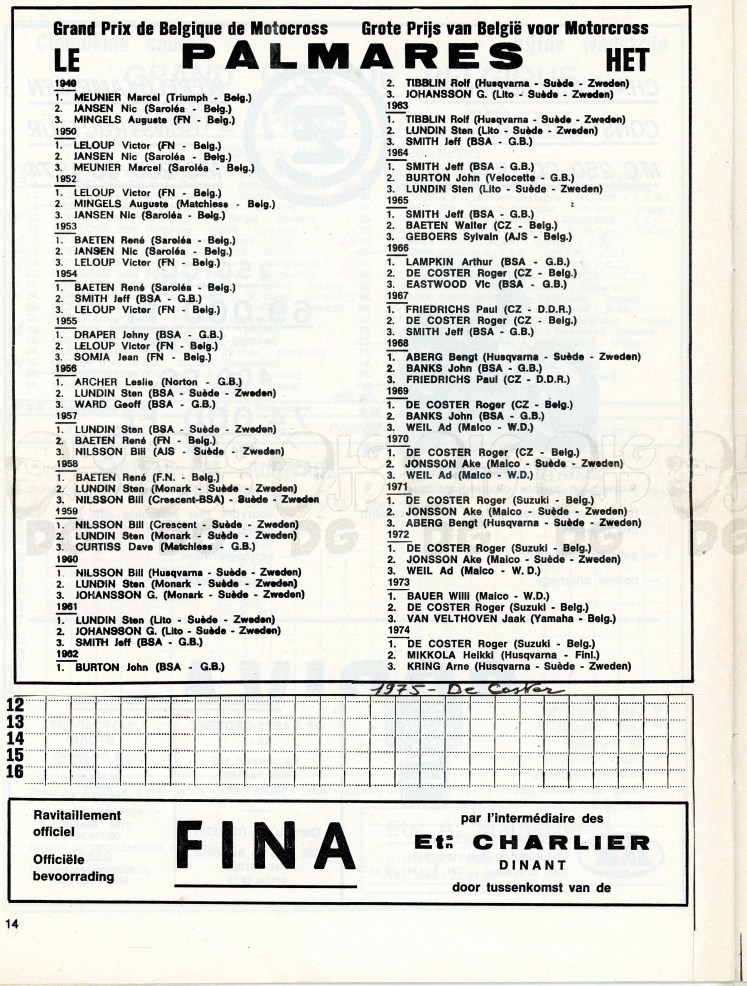 Grand Prix de Belgique de Motocross Grote Prijs van België voor Motorcross
LE PALMARES HET
1949
1. MEUNIER Marcel (Triumph - Belg.)
2. JANSEN Nic (Saroléa - Belg.)
3. MINGELS Auguste (FN - Belg.)
1950
1. LELOUP Victor (FN - Belg.)
2. JANSEN Nic (Saroléa - Belg.)
3. MEUNIER Marcel (Saroléa - Belg.)
1952
1. LELOUP Victor (FN - Belg.)
2. MINGELS Auguste (Matchless - Belg.)
3. JANSEN Nic (Saroléa - Belg.)
1953
1. BAETEN René (Saroléa - Belg.)
2. JANSEN Nic (Saroléa - Belg.)
3. LELOUP Victor (FN - Belg.)
1954
1. BAETEN René (Saroléa - Belg.)
2. SMITH Jeff (BSA - G.B.)
3. LELOUP Victor (FN - Belg.)
1955
1. DRAPER Johny (BSA - G.B.)
2. LELOUP Victor (FN - Belg.)
3. SOMJA Jean (FN - Belg.)
1956
1. ARCHER Leslie (Norton - G.B.)
2. LUNDIN Sten (BSA - Suède - Zweden)
3. WARD Geoff (BSA - G.B.)
1957
1. LUNDIN Sten (BSA - Suède - Zweden)
2. BAETEN René (FN - Belg.)
3. NILSSON Bill (AJS - Suède - Zweden)
1958
1. BAETEN René (F.N. - Belg.)
2. LUNDIN Sten (Monark - Suède - Zweden)
3. NILSSON Bill (Crescent-BSA) - Suède - Zweden
1959
1. NILSSON Bill (Crescent - Suède - Zweden)
2. LUNDIN Sten (Monark - Suède - Zweden)
3. CURTISS Dave (Matchless - G.B.)
1960
1 NILSSON Bill (Husqvarna - Suède - Zweden)
2. LUNDIN Sten (Monark - Suède - Zweden)
3. JOHANSSON G. (Monark - Suède - Zweden)
1961
1. LUNDIN Sten (Lito - Suède - Zweden)
2. JOHANSSON G. (Lito - Suède - Zweden)
3. SMITH Jeff (BSA - G.B.)
1962
1. BURTON John (BSA - G.B.)
2. TIBBLIN Rolf (Husqvarna - Suède - Zweden)
3. JOHANSSON G. (Lito - Suède - Zweden)
1963
1. TIBBLIN Rolf (Husqvarna - Suède - Zweden)
2. LUNDIN Sten (Lito - Suède - Zweden)
3. SMITH Jeff (BSA - G.B.)
1964
1. SMITH Jeff (BSA - G.B.)
2. BURTON John (Velocette - G.B.)
3. LUNDIN Sten (Lito - Suède - Zweden)
1965
1. SMITH Jeff (BSA - G.B.)
2. BAETEN Walter (CZ - Belg.)
3. GEBOERS Sylvain (AJS - Belg.)
1966
1. LAMPKIN Arthur (BSA - G.B.)
2. DE COSTER Roger (CZ - Belg.)
3. EASTWOOD Vic (BSA - G.B.)
1967
1. FRIEDRICHS Paul (CZ - D.D.R.)
2. DE COSTER Roger (CZ - Belg.)
3. SMITH Jeff (BSA - G.B.)
1968
1. ABERG Bengt (Husqvarna - Suède - Zweden)
2. BANKS John (BSA - G.B.)
3. FRIEDRICHS Paul (CZ - D.D.R.)
1969
1. DE COSTER Roger (CZ - Belg.)
2. BANKS John (BSA - G.B.)
3. WEIL Ad (Maico - W.D.)
1970
1. DE COSTER Roger (CZ - Belg.)
2. JONSSON Ake (Maico - Suède - Zweden)
3. WEIL Ad (Maico - W.D.)
1971
1. DE COSTER Roger (Suzuki - Belg.)
2. JONSSON Ake (Maico - Suède - Zweden)
3. ABERG Bengt (Husqvarna - Suède - Zweden)
1972
1. DE COSTER Roger (Suzuki - Belg.)
2. JONSSON Ake (Maico - Suède - Zweden)
3. WEIL Ad (Maico - W.D.)
1973
1. BAUER Willi (Maico - W.D.)
2. DE COSTER Roger (Suzuki - Belg.)
3. VAN VELTHOVEN Jaak (Yamaha - Belg.)
1974
1. DE COSTER Roger (Suzuki - Belg.)
2. MIKKOLA Heikki (Husqvarna - Finl.)
3. KRING Arne (Husqvarna - Suède - Zweden)
1975 - De Coster
12
13
14
15
16
Ravitaillement
officiel
Officiële
bevoorrading
FINA
par l'intermédiaire des
Ets CHARLIER
DINANT
door tussenkomst van de
14